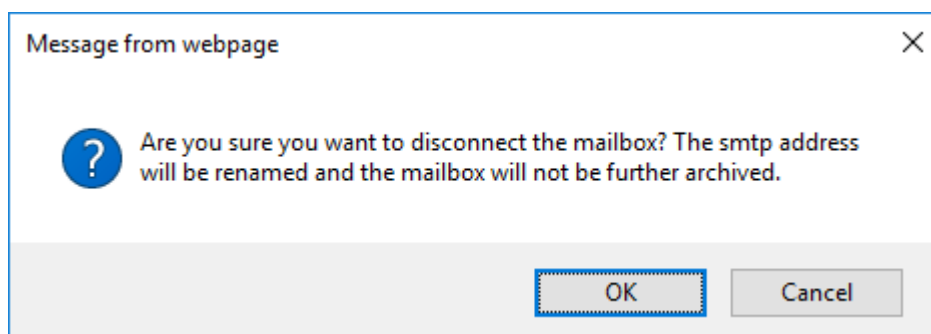 Message from webpage
Are you sure you want to disconnect the mailbox? The smtp address
will be renamed and the mailbox will not be further archived.
OK
Cancel